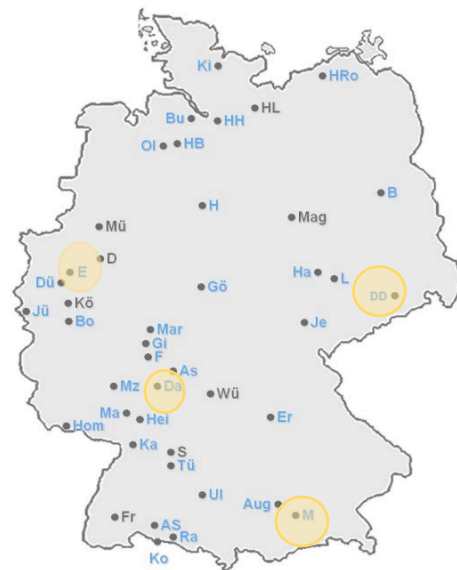 Ki
HRo
HL
Bu
HH
Ol
HB
B
H
Mag
Mü
D
E
Ha
L
Dü
Gö
DD
Kö
Jü
Bo
Je
Mar
Gi
F
As
Mz
Da
Wü
Ma
Hei
Er
Hom
Ka
S
Tü
Ul
Aug
M
Fr
AS
Ra
Ko